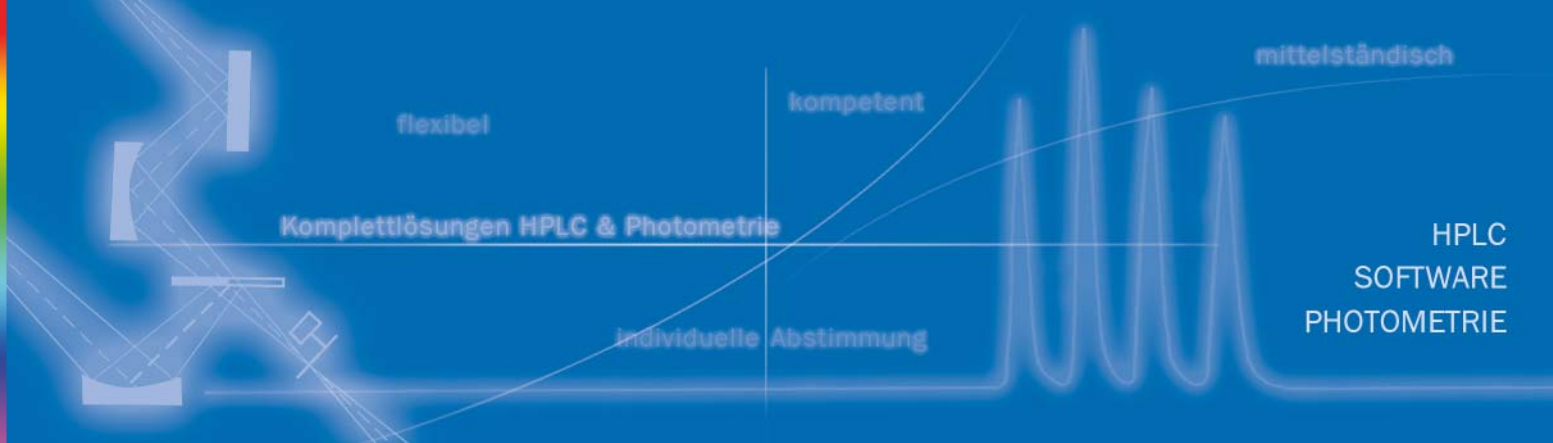 mittelständisch
kompetent
flexibel
Komplettlösungen HPLC & Photometrie
HPLC
SOFTWARE
PHOTOMETRIE
individuelle Abstimmung